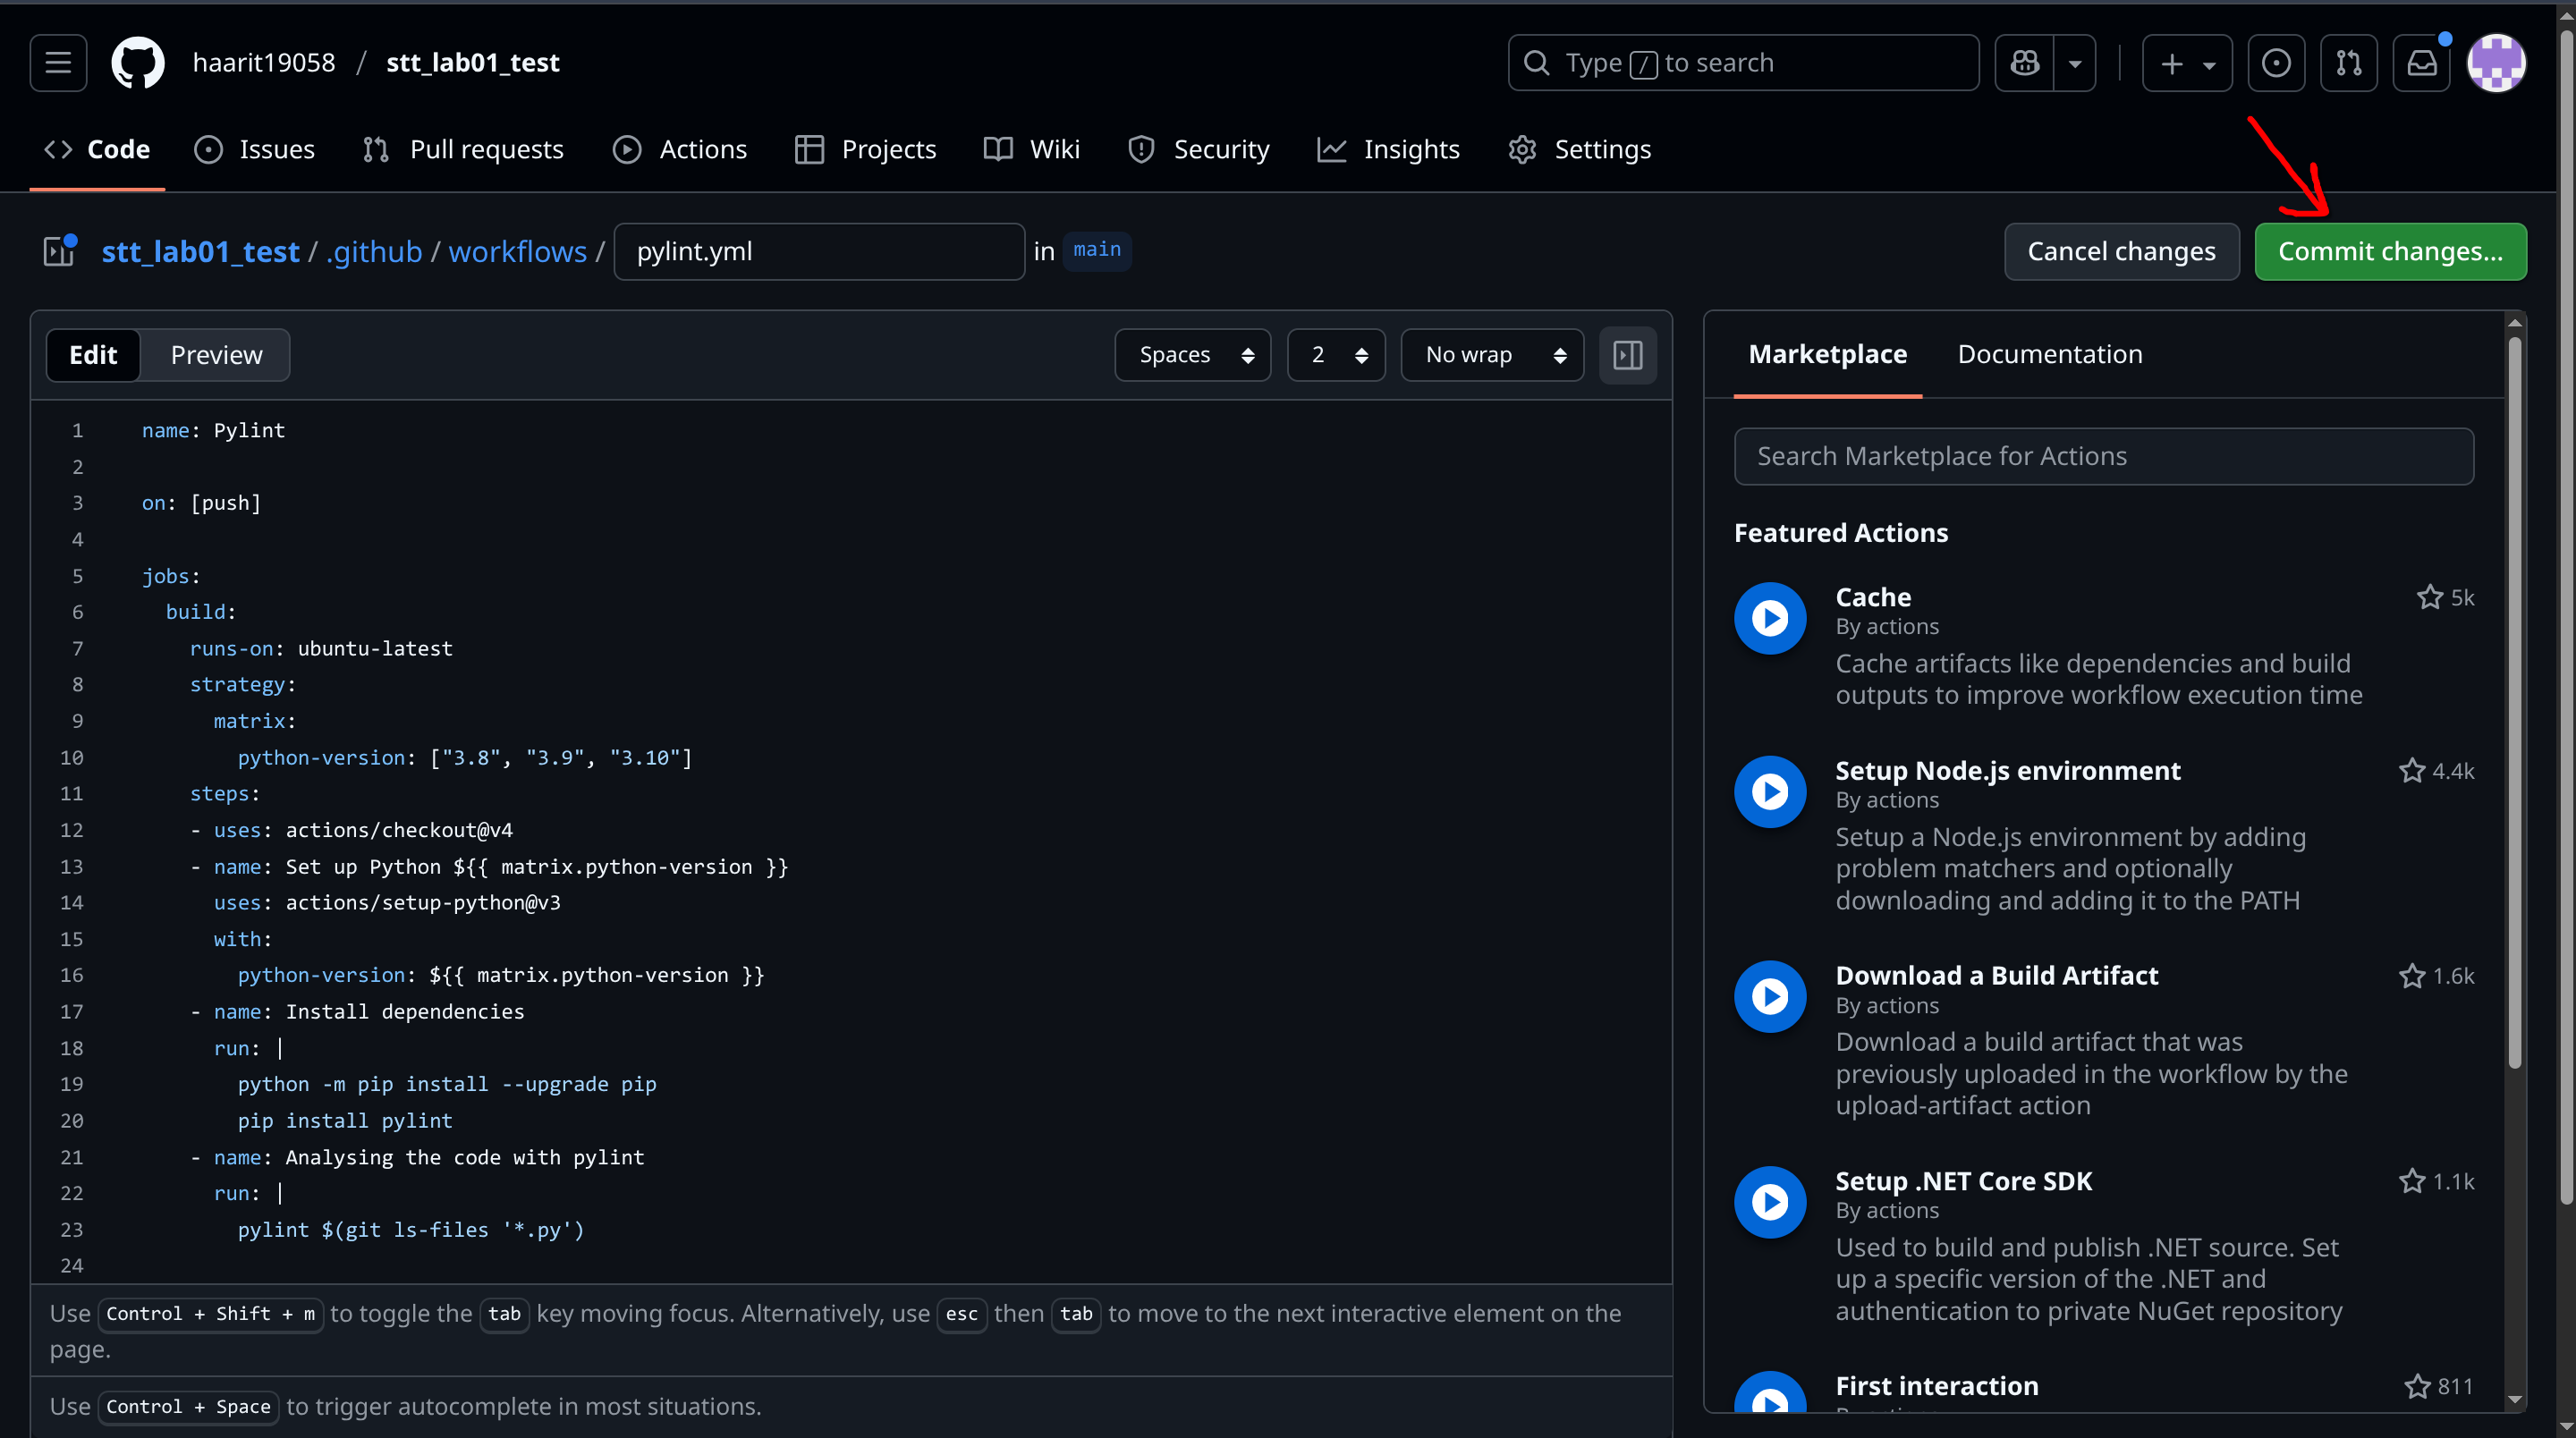 haarit19058 / stt_lab01_test
Type / to search
Code Issues Pull requests Actions Projects Wiki Security Insights Settings
stt_lab01_test / .github / workflows / pylint.yml in main
Cancel changes Commit changes...
Edit Preview
Spaces 2 No wrap
1 name: Pylint
2
3 on: [push]
4
5 jobs:
6 build:
7 runs-on: ubuntu-latest
8 strategy:
9 matrix:
10 python-version: ["3.8", "3.9", "3.10"]
11 steps:
12 - uses: actions/checkout@v4
13 - name: Set up Python ${{ matrix.python-version }}
14 uses: actions/setup-python@v3
15 with:
16 python-version: ${{ matrix.python-version }}
17 - name: Install dependencies
18 run: |
19 python -m pip install --upgrade pip
20 pip install pylint
21 - name: Analysing the code with pylint
22 run: |
23 pylint $(git ls-files '*.py')
24
Use Control + Shift + m to toggle the tab key moving focus. Alternatively, use esc then tab to move to the next interactive element on the
page.
Use Control + Space to trigger autocomplete in most situations.
Marketplace Documentation
Search Marketplace for Actions
Featured Actions
Cache 5k
By actions
Cache artifacts like dependencies and build
outputs to improve workflow execution time
Setup Node.js environment 4.4k
By actions
Setup a Node.js environment by adding
problem matchers and optionally
downloading and adding it to the PATH
Download a Build Artifact 1.6k
By actions
Download a build artifact that was
previously uploaded in the workflow by the
upload-artifact action
Setup .NET Core SDK 1.1k
By actions
Used to build and publish .NET source. Set
up a specific version of the .NET and
authentication to private NuGet repository
First interaction 811